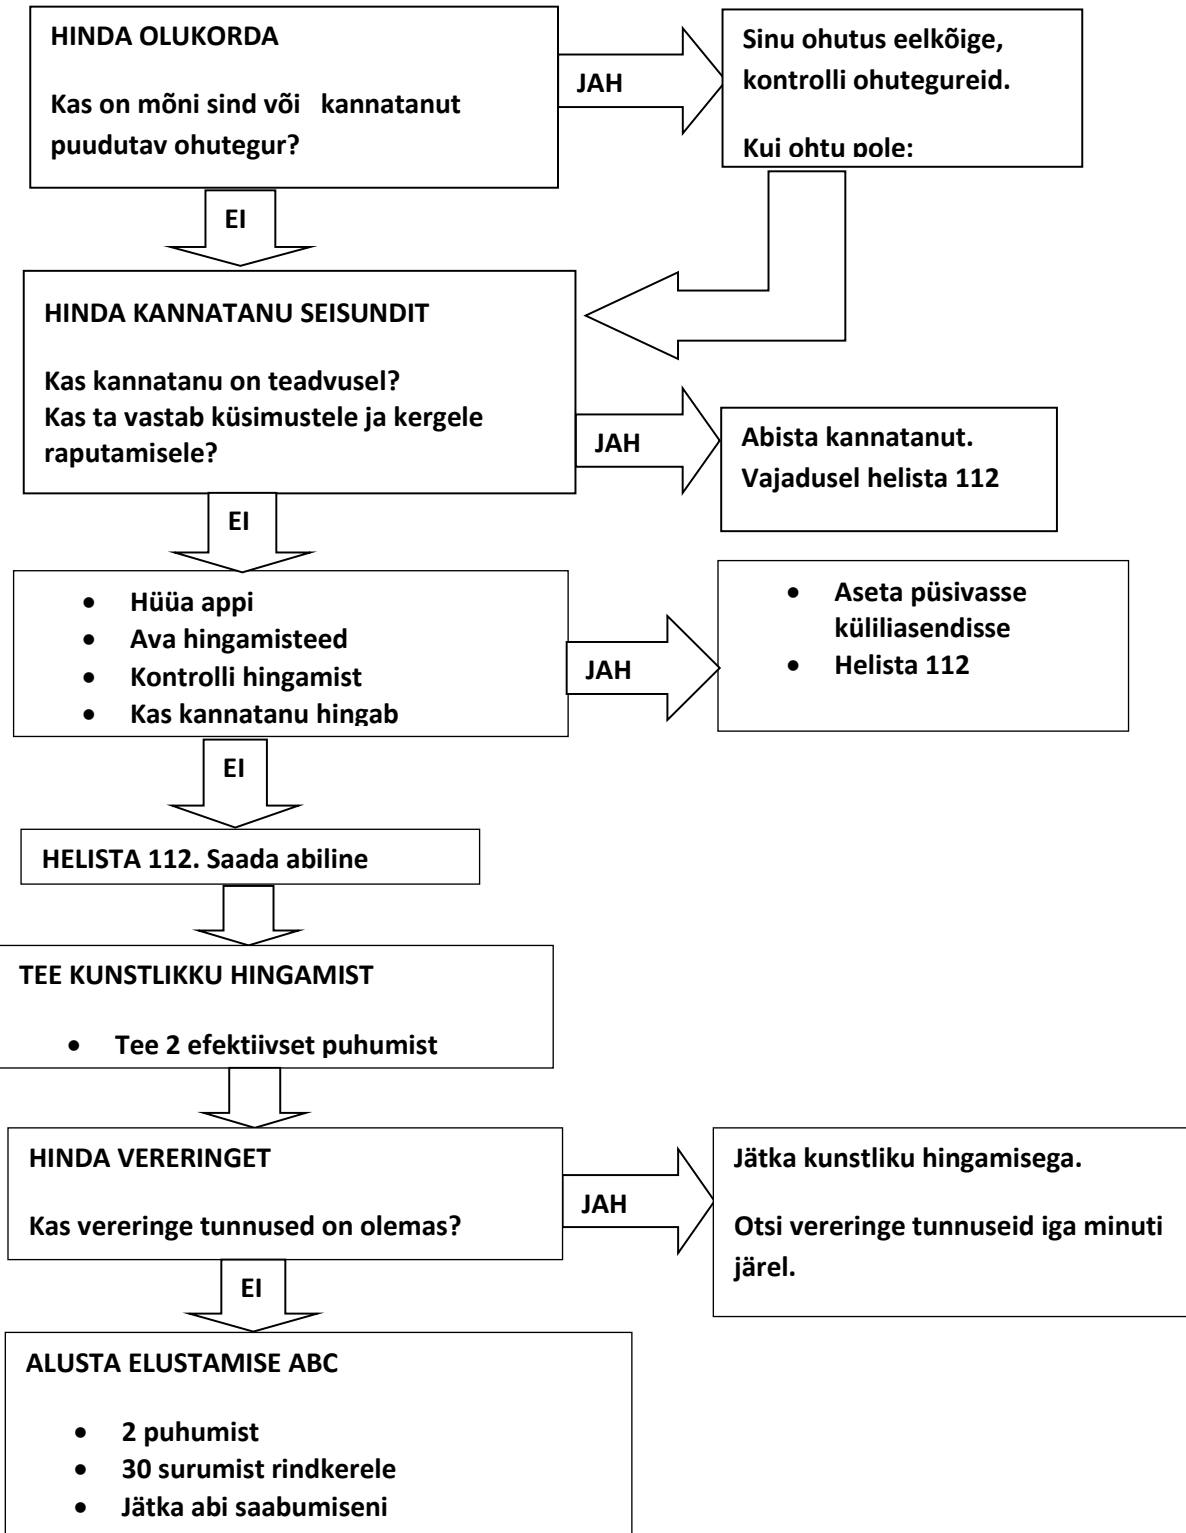 HINDA OLUKORDA
Kas on mõni sind või kannatanut
puudutav ohutegur?
JAH
Sinu ohutus eelkõige,
kontrolli ohutegureid.
Kui ohtu pole:
EI
HINDA KANNATANU SEISUNDIT
Kas kannatanu on teadvusel?
Kas ta vastab küsimustele ja kergele
raputamisele?
JAH
Abista kannatanut.
Vajadusel helista 112
EI
• Hüüa appi
• Ava hingamisteed
• Kontrolli hingamist
• Kas kannatanu hingab
JAH
• Aseta püsivasse
küliliasendisse
• Helista 112
EI
HELISTA 112. Saada abiline
TEE KUNSTLIKKU HINGAMIST
• Tee 2 efektiivset puhumist
HINDA VERERINGET
Kas vereringe tunnused on olemas?
JAH
Jätka kunstliku hingamisega.
Otsi vereringe tunnuseid iga minuti
järel.
EI
ALUSTA ELUSTAMISE ABC
• 2 puhumist
• 30 surumist rindkerele
• Jätka abi saabumiseni